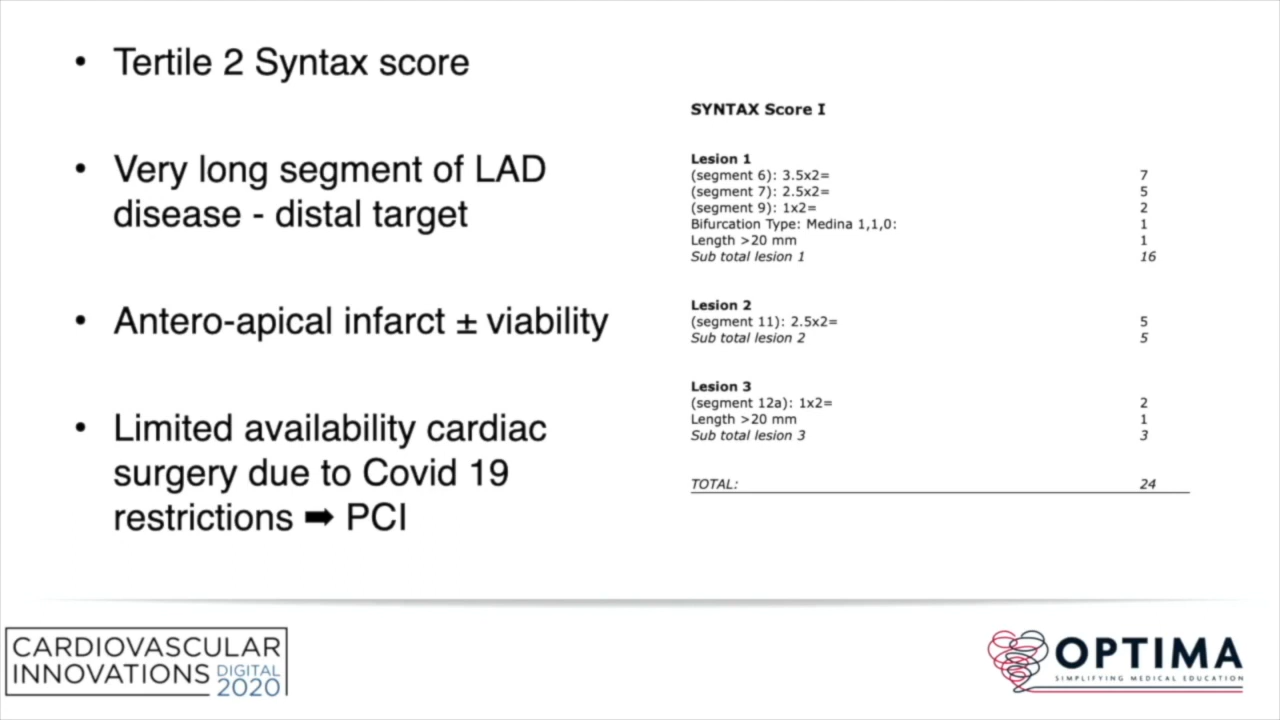 • Tertile 2 Syntax score
• Very long segment of LAD
disease - distal target
• Antero-apical infarct ± viability
• Limited availability cardiac
surgery due to Covid 19
restrictions ➡ PCI
SYNTAX Score I
Lesion 1
(segment 6): 3.5x2= 7
(segment 7): 2.5x2= 5
(segment 9): 1x2= 2
Bifurcation Type: Medina 1,1,0: 1
Length >20 mm 1
Sub total lesion 1 16
Lesion 2
(segment 11): 2.5x2= 5
Sub total lesion 2 5
Lesion 3
(segment 12a): 1x2= 2
Length >20 mm 1
Sub total lesion 3 3
TOTAL: 24
CARDIOVASCULAR
INNOVATIONS DIGITAL
2020
OPTIMA
SIMPLIFYING MEDICAL EDUCATION